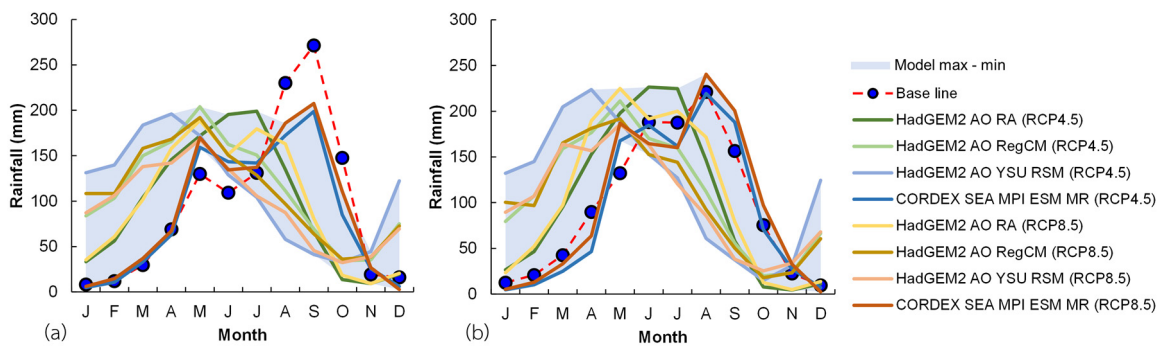 300
250
200
150
100
50
0
Rainfall (mm)
J F M A M J J A S O N D
Month
(a)
300
250
200
150
100
50
0
Rainfall (mm)
J F M A M J J A S O N D
Month
(b)
Model max - min
Base line
HadGEM2 AO RA (RCP4.5)
HadGEM2 AO RegCM (RCP4.5)
HadGEM2 AO YSU RSM (RCP4.5)
CORDEX SEA MPI ESM MR (RCP4.5)
HadGEM2 AO RA (RCP8.5)
HadGEM2 AO RegCM (RCP8.5)
HadGEM2 AO YSU RSM (RCP8.5)
CORDEX SEA MPI ESM MR (RCP8.5)